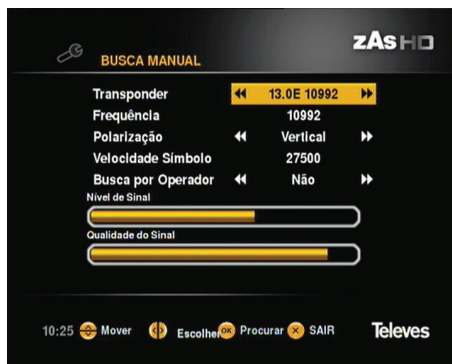 zAs HD
BUSCA MANUAL
Transponder 13.0E 10992
Frequência 10992
Polarização Vertical
Velocidade Símbolo 27500
Busca por Operador Não
Nível de Sinal
Qualidade do Sinal
10:25 Mover Escolher OK Procurar X SAIR Televes